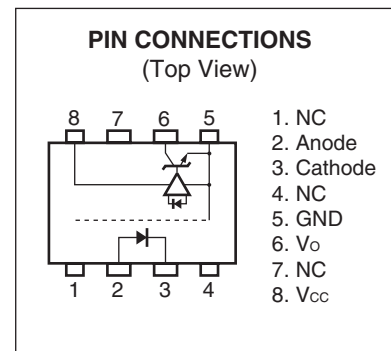 PIN CONNECTIONS
(Top View)
8 7 6 5
1 2 3 4
1. NC
2. Anode
3. Cathode
4. NC
5. GND
6. Vo
7. NC
8. Vcc